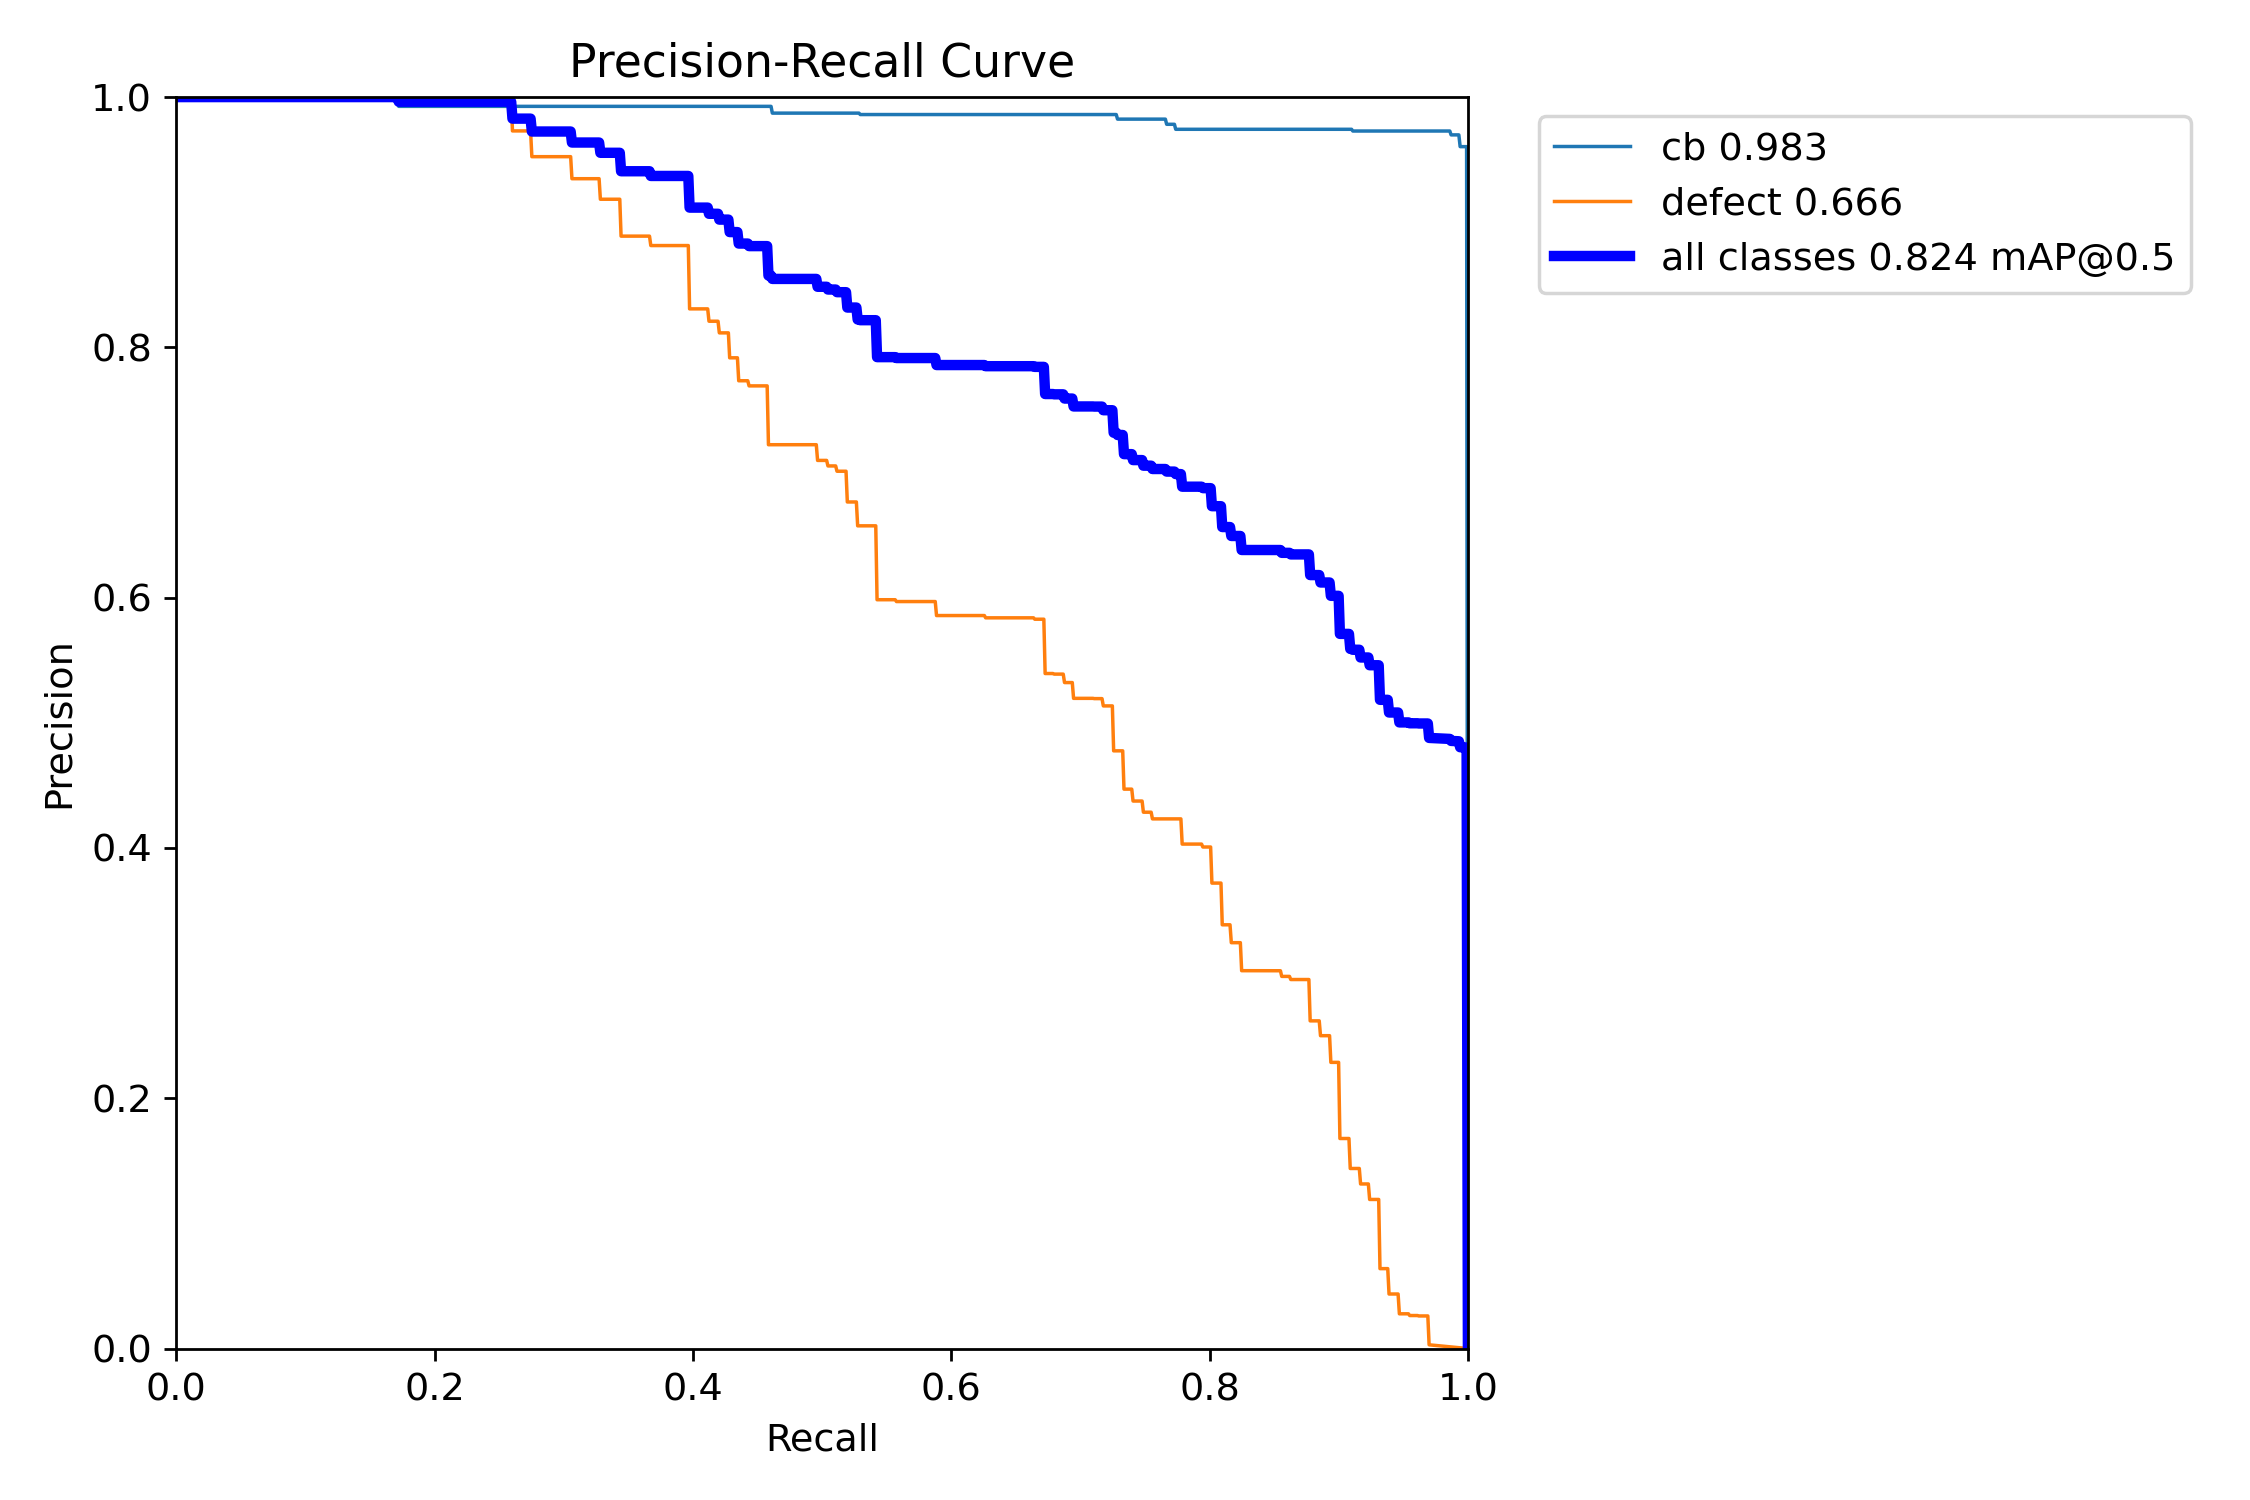 Precision-Recall Curve
1.0
0.8
0.6
0.4
0.2
0.0
Precision
0.0 0.2 0.4 0.6 0.8 1.0
Recall
cb 0.983
defect 0.666
all classes 0.824 mAP@0.5